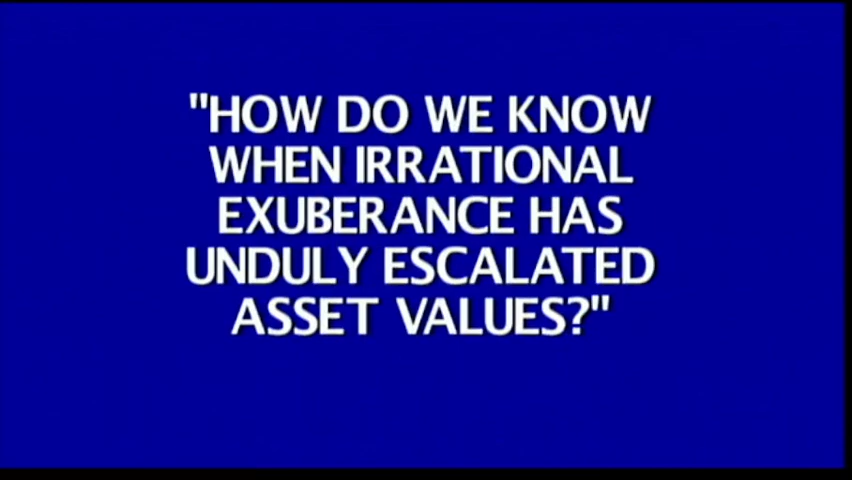 "HOW DO WE KNOW
WHEN IRRATIONAL
EXUBERANCE HAS
UNDULY ESCALATED
ASSET VALUES?"